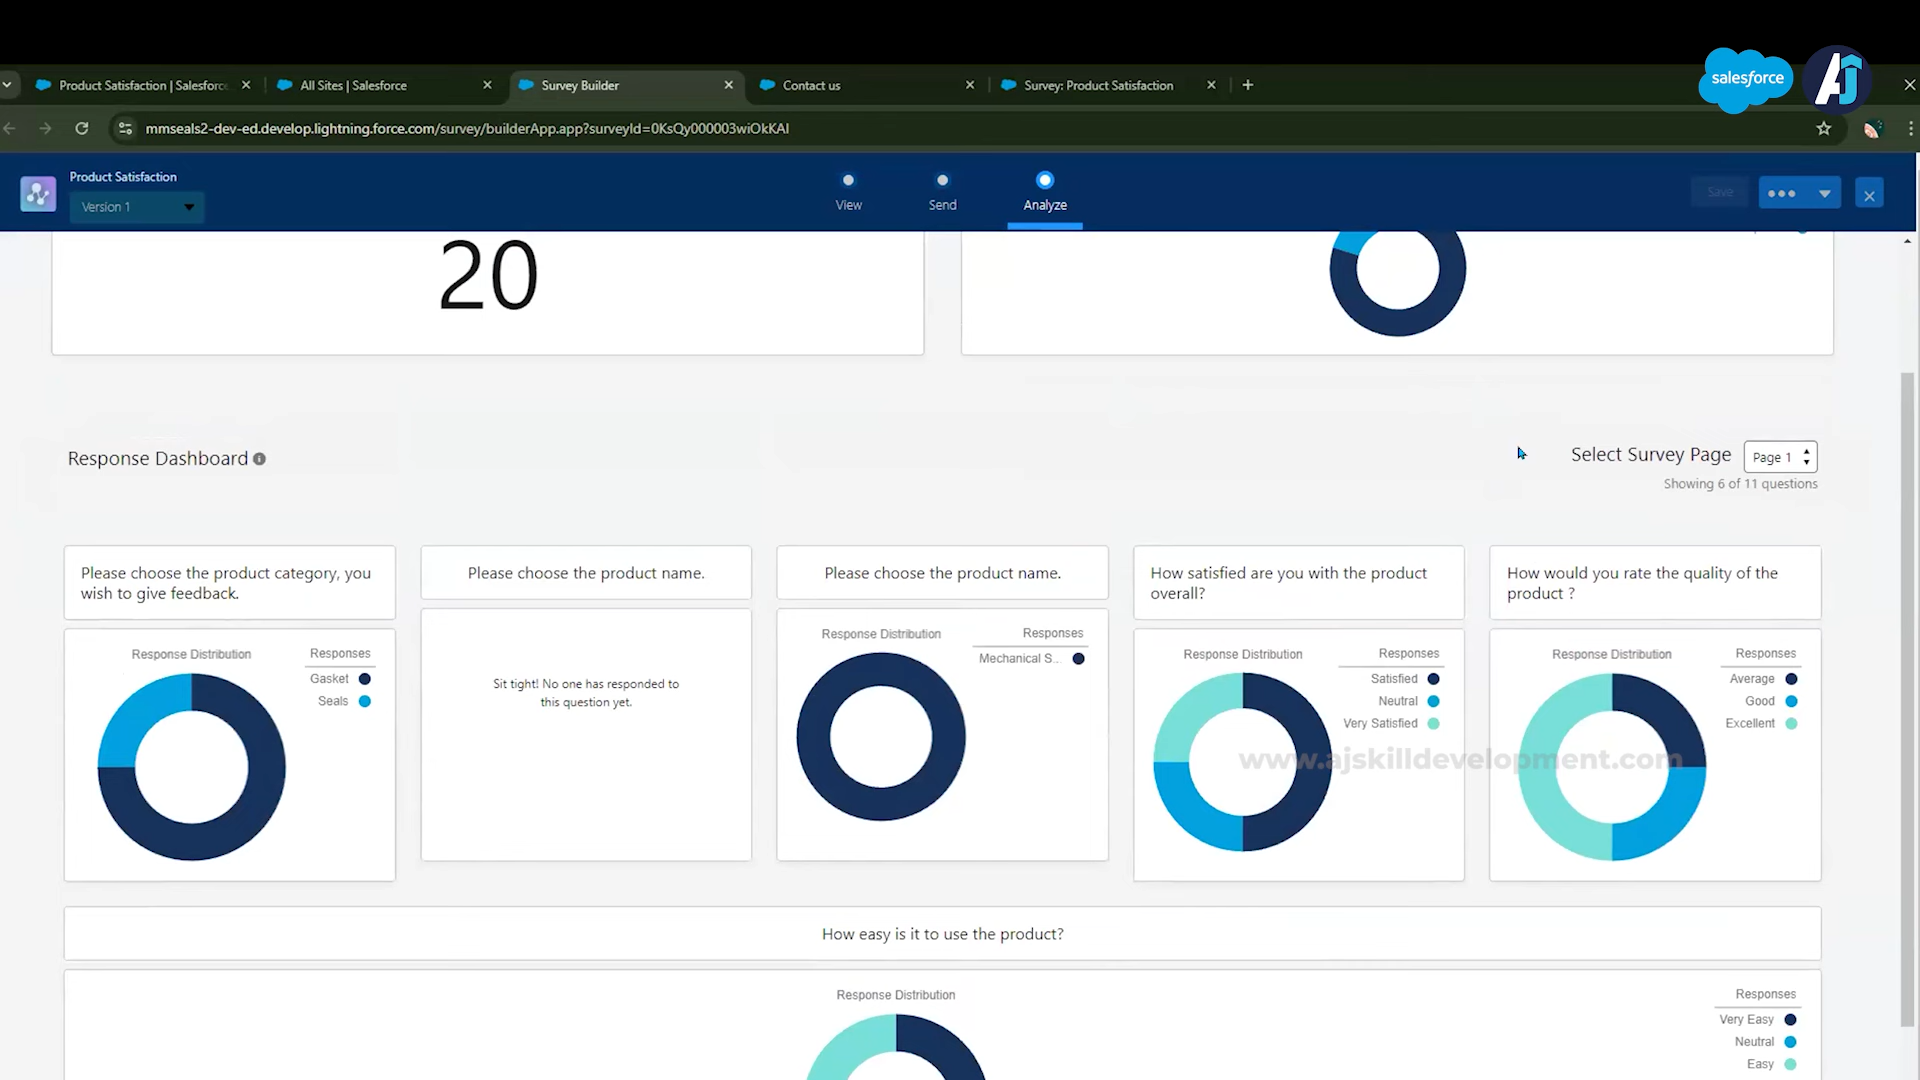 salesforce
AJ
Product Satisfaction | Salesforc
All Sites | Salesforce
Survey Builder
Contact us
Survey: Product Satisfaction
mmseals2-dev-ed.develop.lightning.force.com/survey/builderApp.app?surveyId=0KsQy000003wiOkKAI
Product Satisfaction
Version 1
View
Send
Analyze
Save
20
Response Dashboard
Select Survey Page
Page 1
Showing 6 of 11 questions
Please choose the product category, you
wish to give feedback.
Response Distribution
Responses
Gasket
Seals
Please choose the product name.
Sit tight! No one has responded to
this question yet.
Please choose the product name.
Response Distribution
Responses
Mechanical S...
How satisfied are you with the product
overall?
Response Distribution
Responses
Satisfied
Neutral
Very Satisfied
How would you rate the quality of the
product ?
Response Distribution
Responses
Average
Good
Excellent
www.ajskilldevelopment.com
How easy is it to use the product?
Response Distribution
Responses
Very Easy
Neutral
Easy